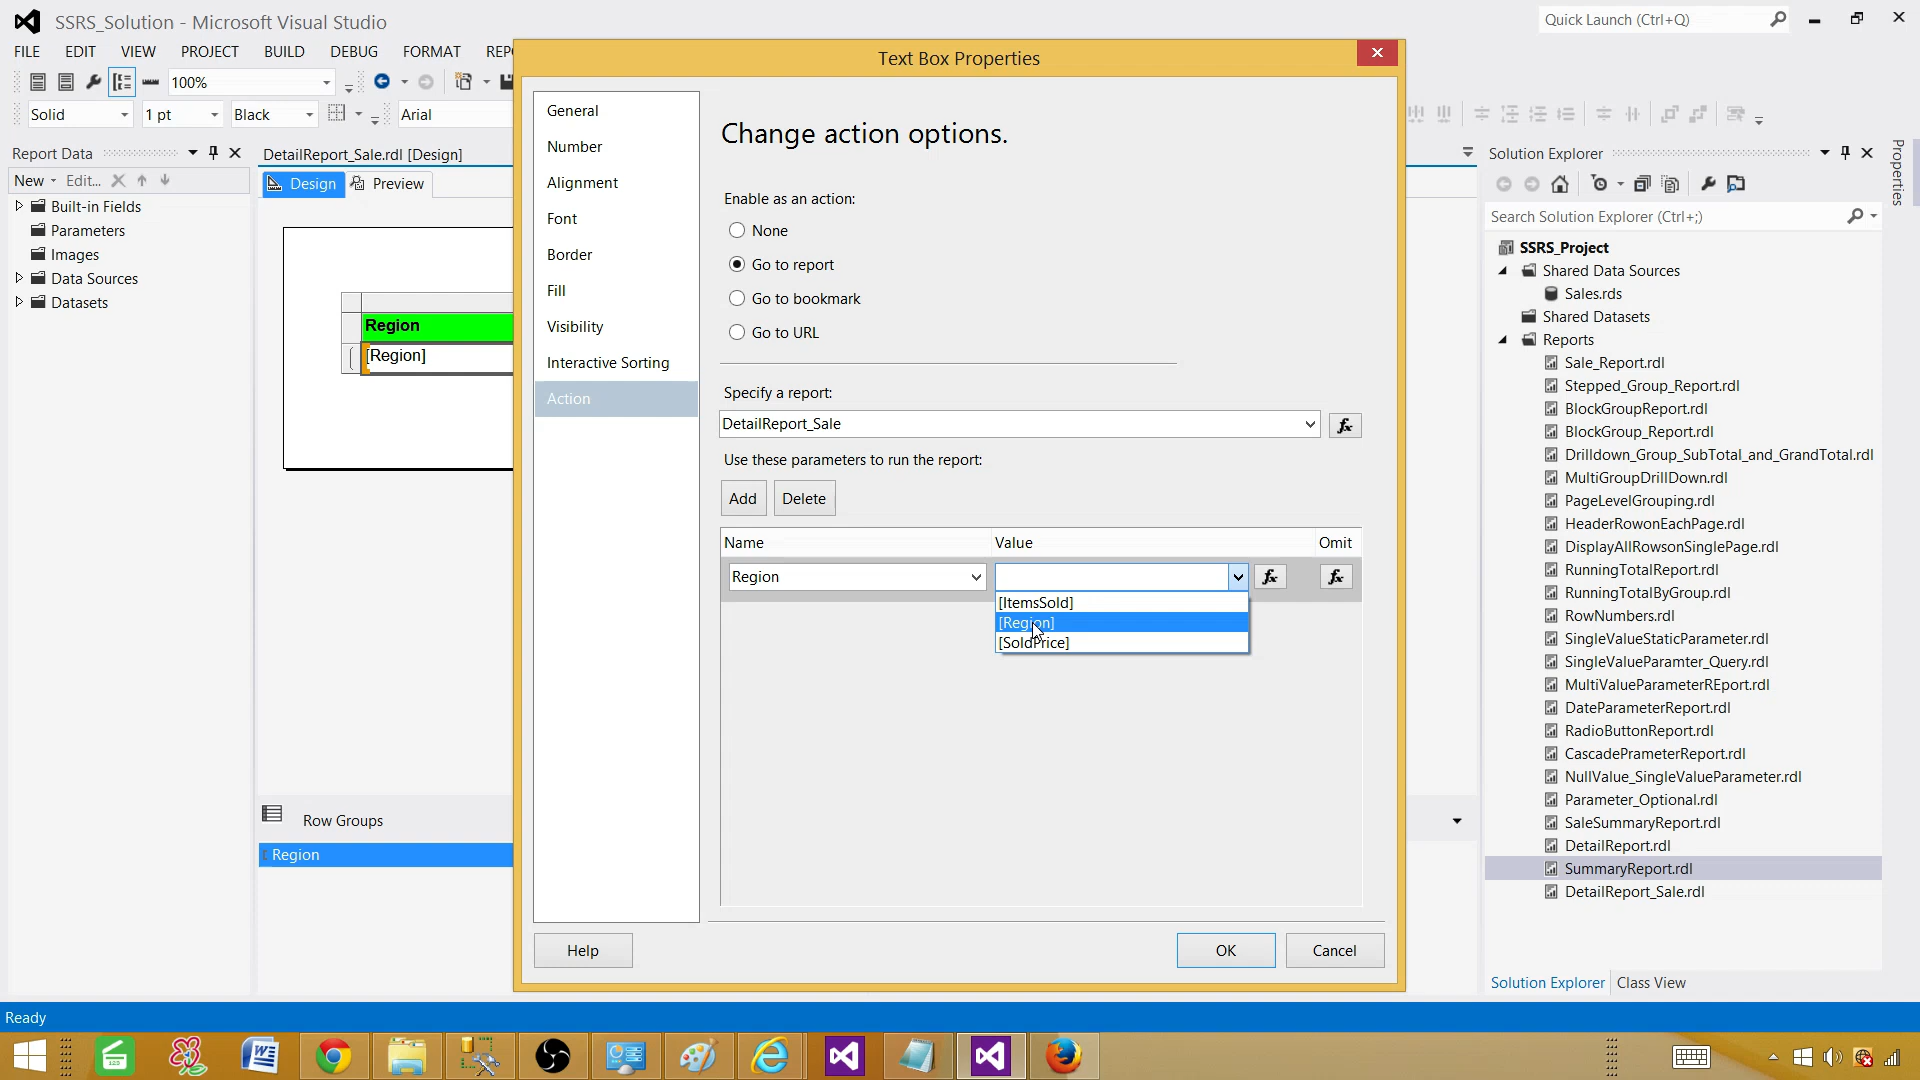 SSRS_Solution - Microsoft Visual Studio
Quick Launch (Ctrl+Q)
FILE EDIT VIEW PROJECT BUILD DEBUG FORMAT REP
100%
Solid 1 pt Black Arial
Report Data
New Edit...
Built-in Fields
Parameters
Images
Data Sources
Datasets
DetailReport_Sale.rdl [Design]
Design Preview
Region
[Region]
Row Groups
Region
Text Box Properties
General
Number
Alignment
Font
Border
Fill
Visibility
Interactive Sorting
Action
Change action options.
Enable as an action:
None
Go to report
Go to bookmark
Go to URL
Specify a report:
DetailReport_Sale
fx
Use these parameters to run the report:
Add Delete
Name Value Omit
Region fx fx
[ItemsSold]
[Region]
[SoldPrice]
Help OK Cancel
Solution Explorer
Search Solution Explorer (Ctrl+;)
SSRS_Project
Shared Data Sources
Sales.rds
Shared Datasets
Reports
Sale_Report.rdl
Stepped_Group_Report.rdl
BlockGroupReport.rdl
BlockGroup_Report.rdl
Drilldown_Group_SubTotal_and_GrandTotal.rdl
MultiGroupDrillDown.rdl
PageLevelGrouping.rdl
HeaderRowonEachPage.rdl
DisplayAllRowsonSinglePage.rdl
RunningTotalReport.rdl
RunningTotalByGroup.rdl
RowNumbers.rdl
SingleValueStaticParameter.rdl
SingleValueParamter_Query.rdl
MultiValueParameterREport.rdl
DateParameterReport.rdl
RadioButtonReport.rdl
CascadePrameterReport.rdl
NullValue_SingleValueParameter.rdl
Parameter_Optional.rdl
SaleSummaryReport.rdl
DetailReport.rdl
SummaryReport.rdl
DetailReport_Sale.rdl
Solution Explorer Class View
Properties
Ready